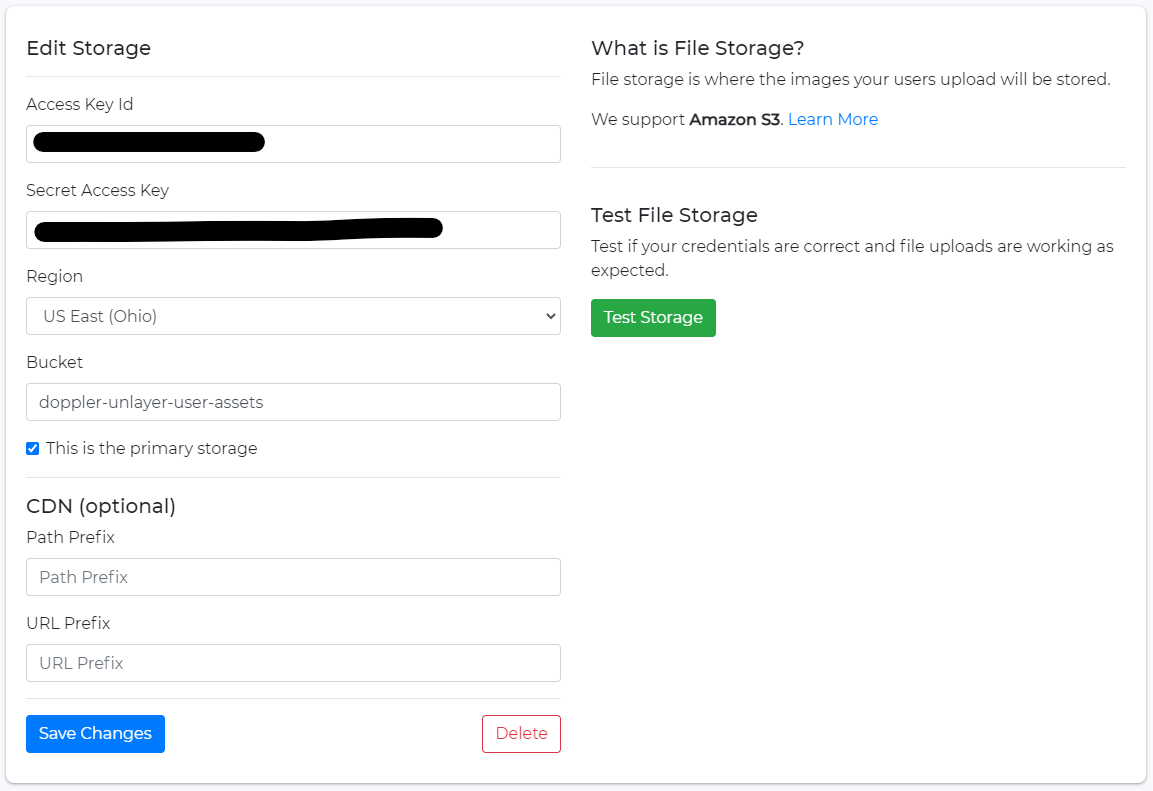 Edit Storage
Access Key Id
Secret Access Key
Region
US East (Ohio)
Bucket
doppler-unlayer-user-assets
This is the primary storage
CDN (optional)
Path Prefix
Path Prefix
URL Prefix
URL Prefix
Save Changes
Delete
What is File Storage?
File storage is where the images your users upload will be stored.
We support Amazon S3. Learn More
Test File Storage
Test if your credentials are correct and file uploads are working as
expected.
Test Storage